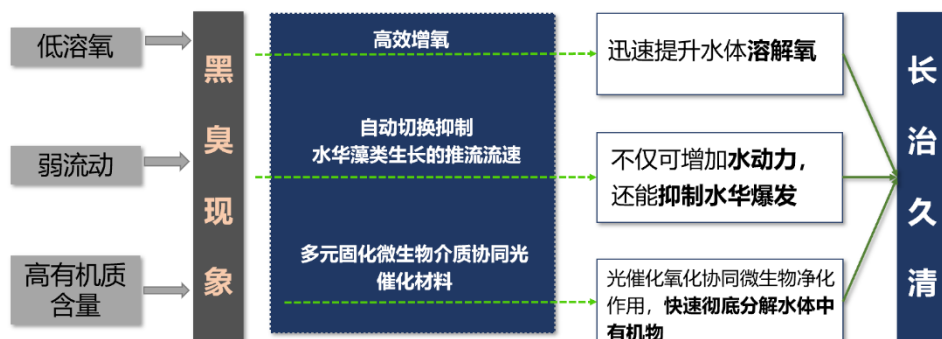 低溶氧
弱流动
高有机质
含量
黑
臭
现
象
高效增氧
自动切换抑制
水华藻类生长的推流流速
多元固化微生物介质协同光
催化材料
迅速提升水体溶解氧
不仅可增加水动力，
还能抑制水华爆发
光催化氧化协同微生物净化
作用，快速彻底分解水体中
有机物
长
治
久
清